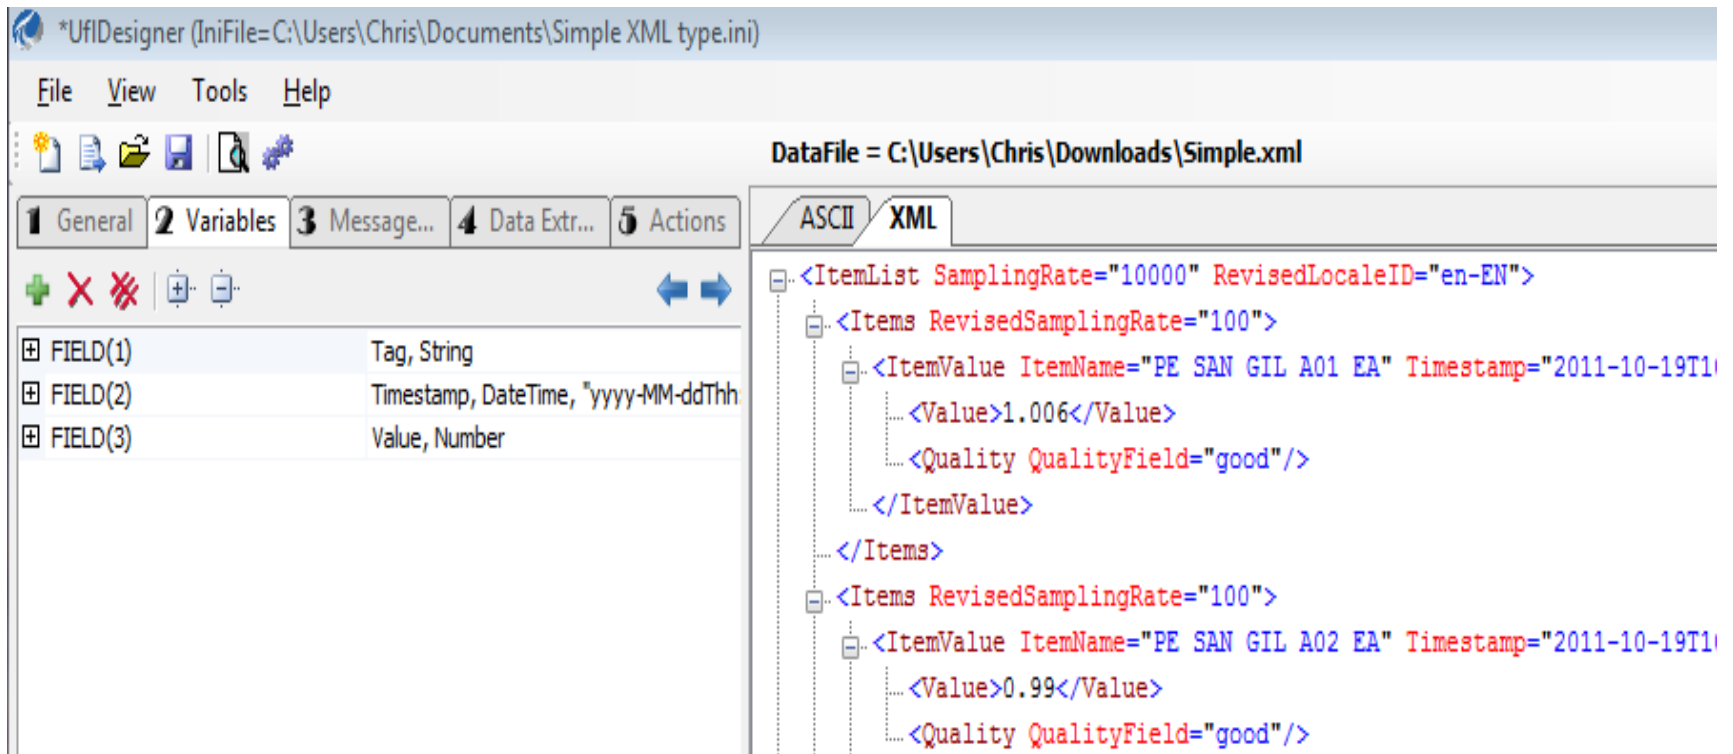 *UflDesigner (IniFile=C:\Users\Chris\Documents\Simple XML type.ini)
File View Tools Help
DataFile = C:\Users\Chris\Downloads\Simple.xml
1 General 2 Variables 3 Message... 4 Data Extr... 5 Actions
ASCII XML
FIELD(1) Tag, String
FIELD(2) Timestamp, DateTime, "yyyy-MM-ddThh:
FIELD(3) Value, Number
<ItemList SamplingRate="10000" RevisedLocaleID="en-EN">
<Items RevisedSamplingRate="100">
<ItemValue ItemName="PE SAN GIL A01 EA" Timestamp="2011-10-19T1
<Value>1.006</Value>
<Quality QualityField="good"/>
</ItemValue>
</Items>
<Items RevisedSamplingRate="100">
<ItemValue ItemName="PE SAN GIL A02 EA" Timestamp="2011-10-19T1
<Value>0.99</Value>
<Quality QualityField="good"/>